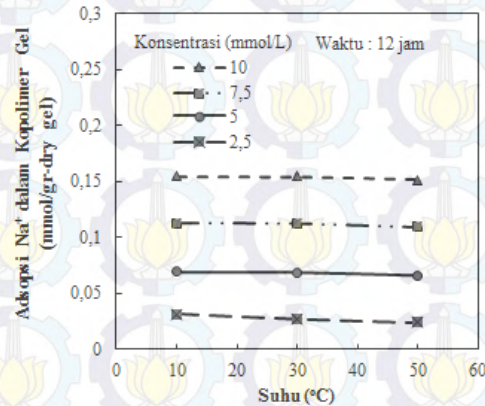 Adsopsi Na⁺ dalam Kopolimer Gel
(mmol/gr-dry gel)
0,3
0,25
0,2
0,15
0,1
0,05
0
Konsentrasi (mmol/L) Waktu : 12 jam
10
7,5
5
2,5
0 10 20 30 40 50 60
Suhu (°C)